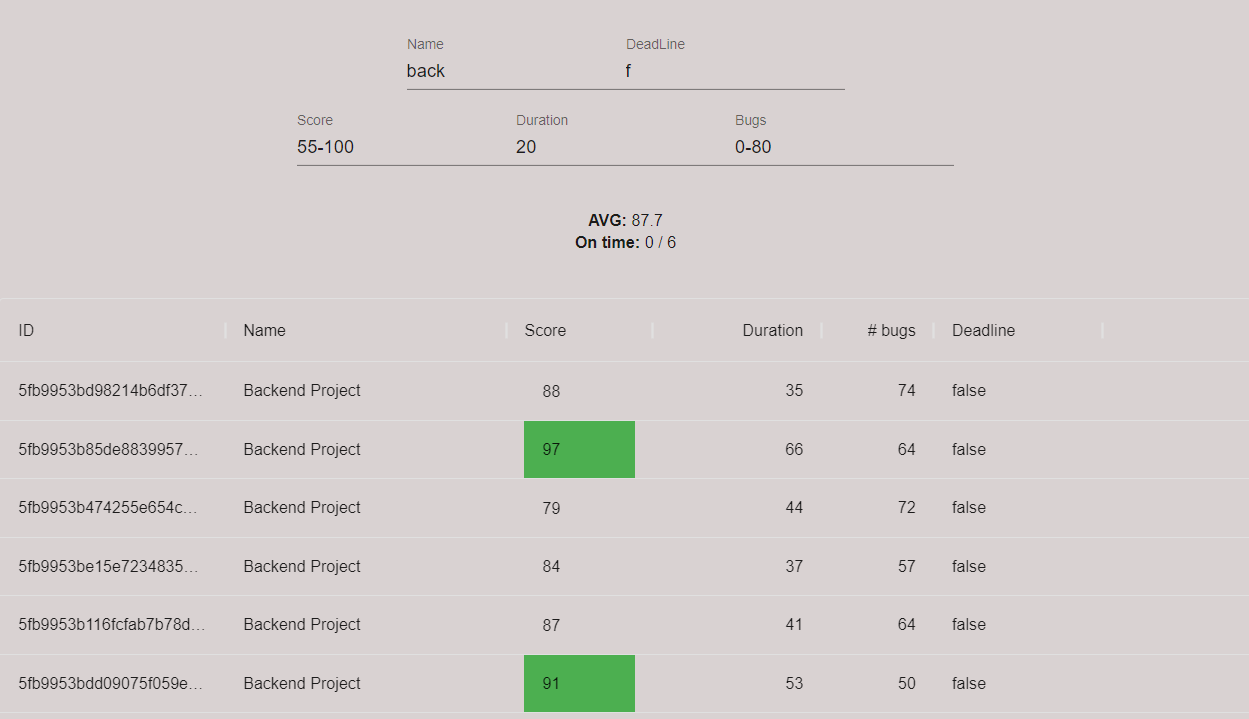 Name DeadLine
back f
Score Duration Bugs
55-100 20 0-80
AVG: 87.7
On time: 0 / 6
ID Name Score Duration # bugs Deadline
5fb9953bd98214b6df37... Backend Project 88 35 74 false
5fb9953b85de8839957... Backend Project 97 66 64 false
5fb9953b474255e654c... Backend Project 79 44 72 false
5fb9953be15e7234835... Backend Project 84 37 57 false
5fb9953b116fcfab7b78d... Backend Project 87 41 64 false
5fb9953bdd09075f059e... Backend Project 91 53 50 false